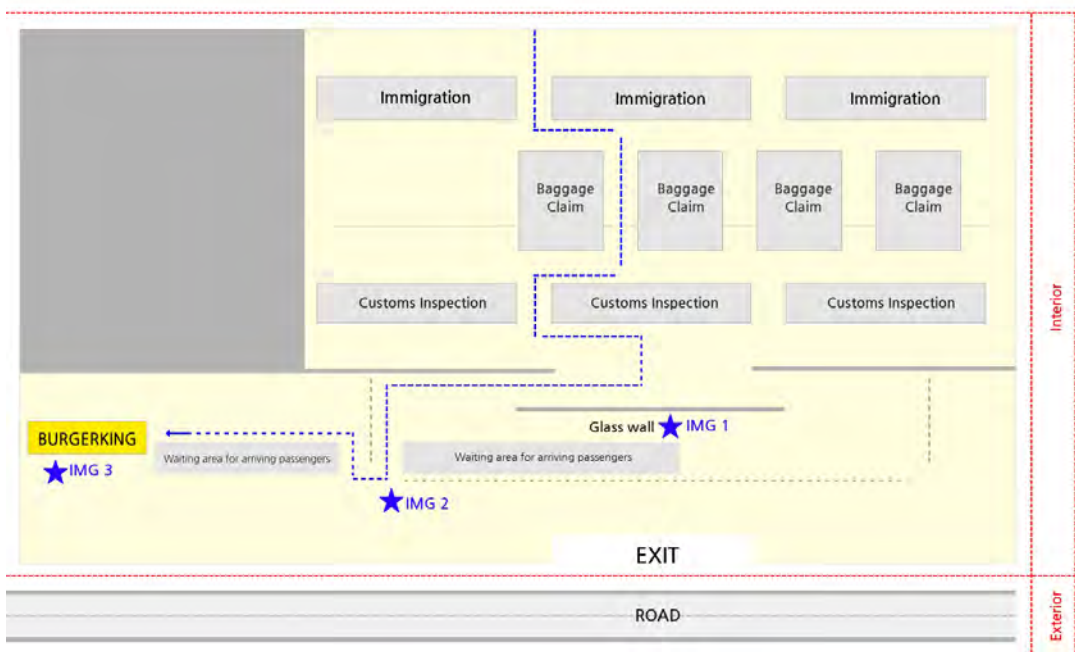 Immigration
Immigration
Immigration
Baggage
Claim
Baggage
Claim
Baggage
Claim
Baggage
Claim
Customs Inspection
Customs Inspection
Customs Inspection
Interior
Glass wall
IMG 1
BURGERKING
Waiting area for arriving passengers
Waiting area for arriving passengers
IMG 3
IMG 2
EXIT
ROAD
Exterior